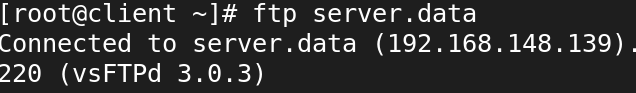 [root@client ~]# ftp server.data
Connected to server.data (192.168.148.139).
220 (vsFTPd 3.0.3)